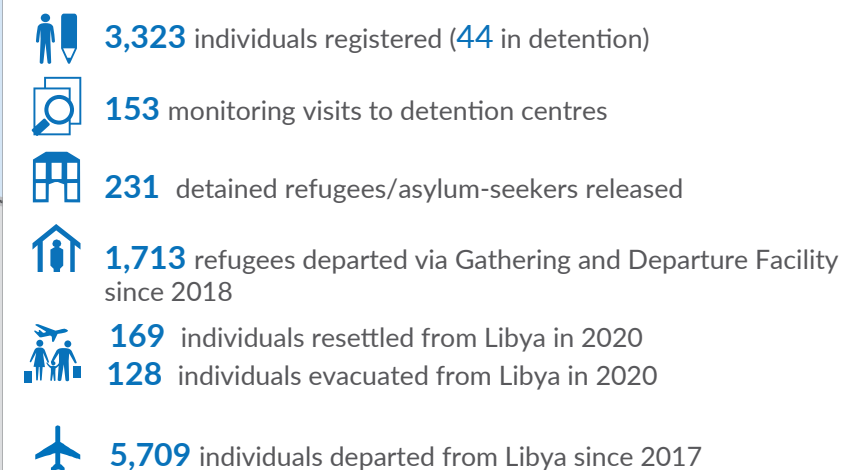 3,323 individuals registered (44 in detention)
153 monitoring visits to detention centres
231 detained refugees/asylum-seekers released
1,713 refugees departed via Gathering and Departure Facility
since 2018
169 individuals resettled from Libya in 2020
128 individuals evacuated from Libya in 2020
5,709 individuals departed from Libya since 2017